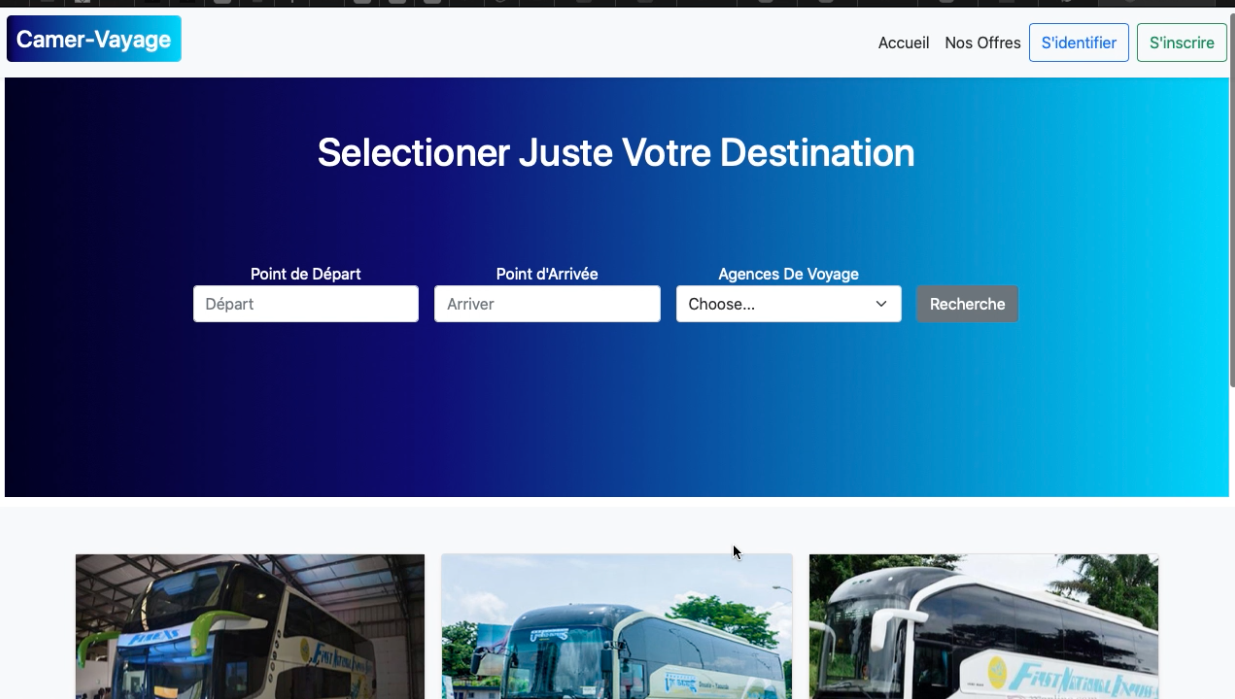 Camer-Vayage
Accueil Nos Offres S'identifier S'inscrire
Selectioner Juste Votre Destination
Point de Départ Point d'Arrivée Agences De Voyage
Départ Arriver Choose... Recherche